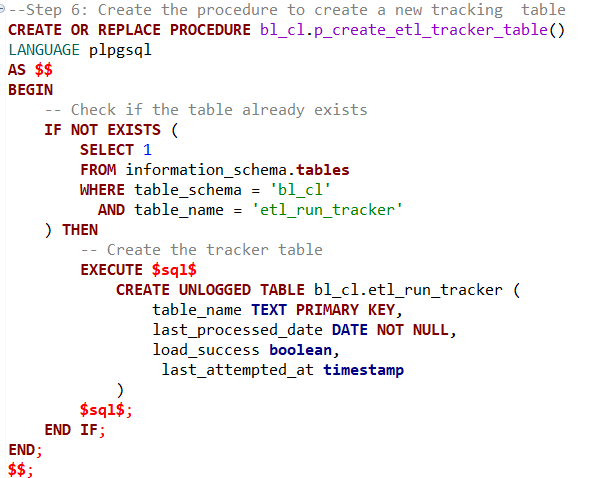 --Step 6: Create the procedure to create a new tracking  table
CREATE OR REPLACE PROCEDURE bl_cl.p_create_etl_tracker_table()
LANGUAGE plpgsql
AS $$
BEGIN
    -- Check if the table already exists
    IF NOT EXISTS (
        SELECT 1
        FROM information_schema.tables
        WHERE table_schema = 'bl_cl'
          AND table_name = 'etl_run_tracker'
    ) THEN
        -- Create the tracker table
        EXECUTE $sql$
            CREATE UNLOGGED TABLE bl_cl.etl_run_tracker (
                table_name TEXT PRIMARY KEY,
                last_processed_date DATE NOT NULL,
                load_success boolean,
                 last_attempted_at timestamp
            )
        $sql$;
    END IF;
END;
$$;